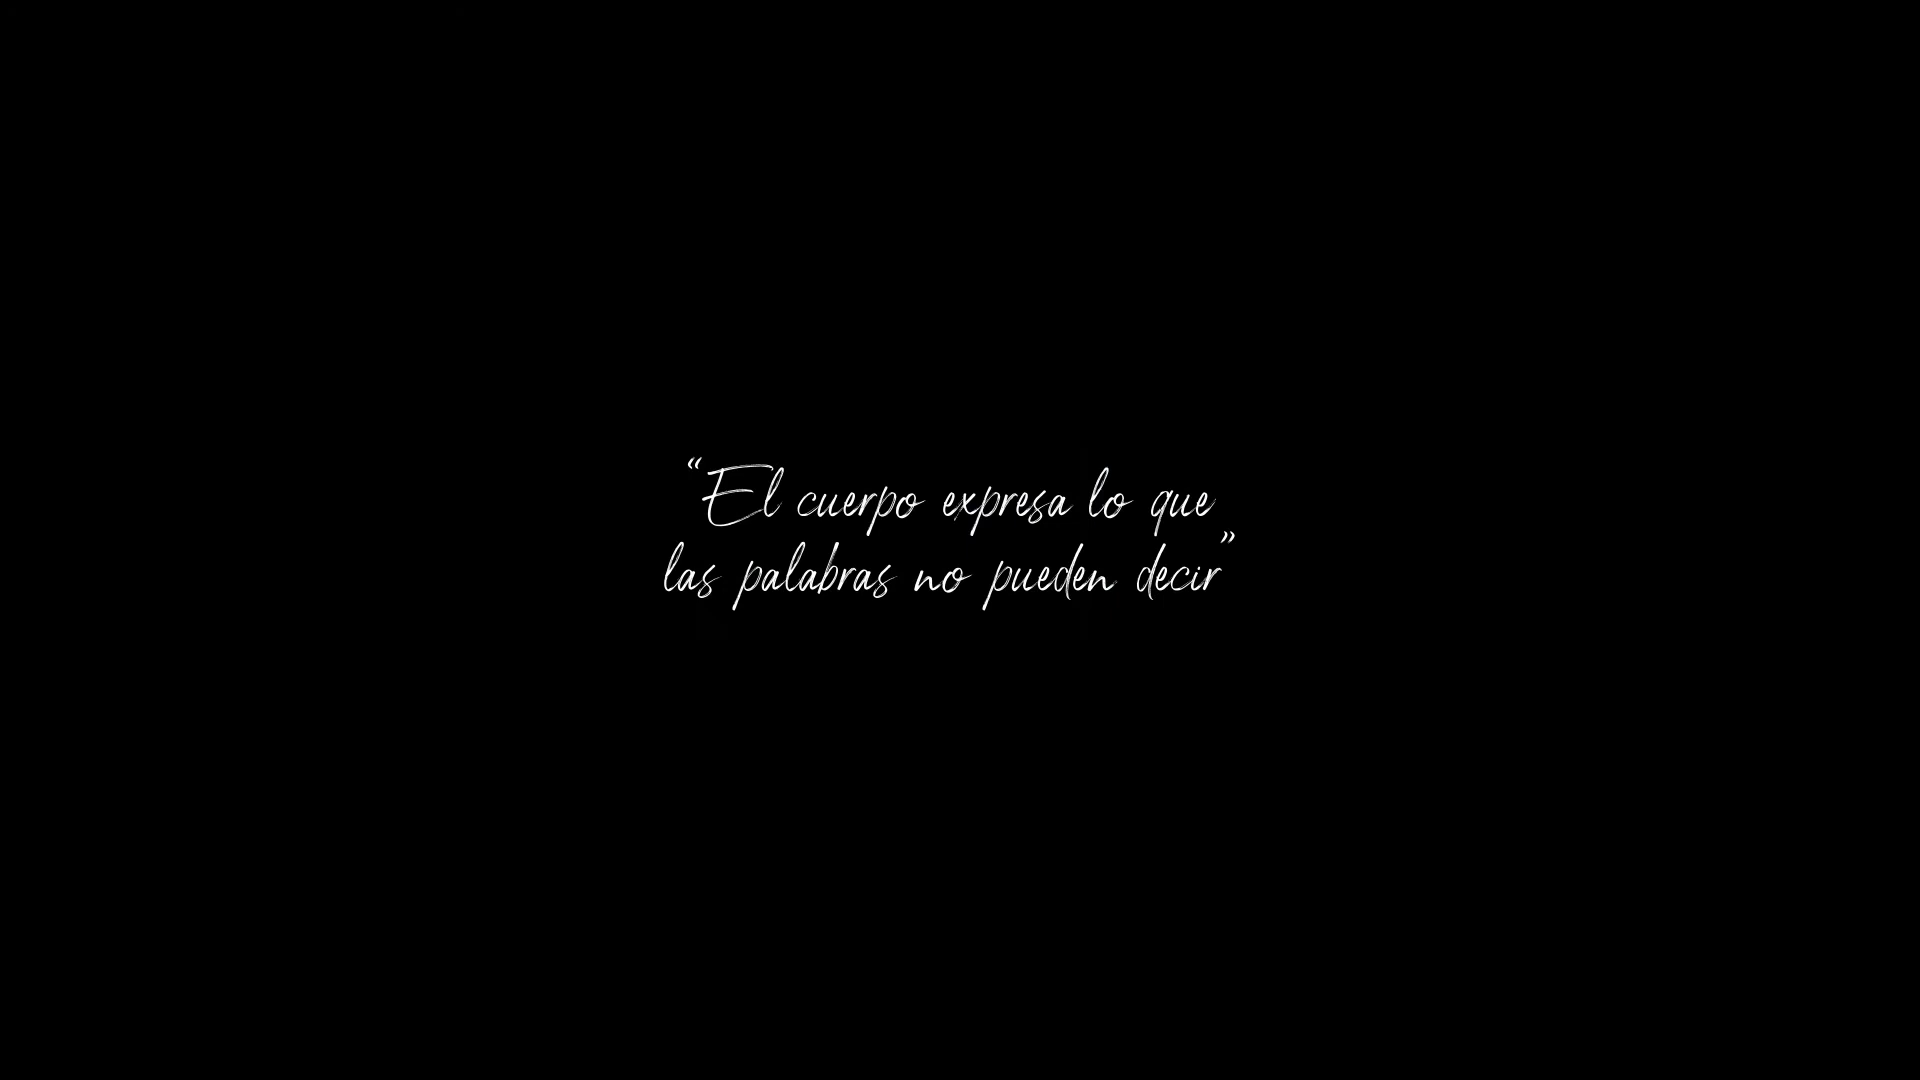 “El cuerpo expresa lo que
las palabras no pueden decir”